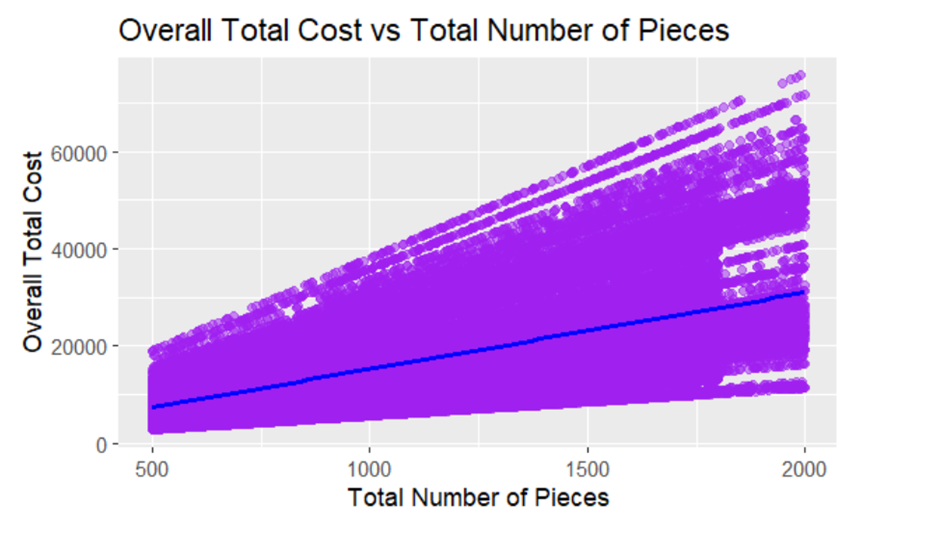 Overall Total Cost vs Total Number of Pieces
Overall Total Cost
60000
40000
20000
0
500 1000 1500 2000
Total Number of Pieces